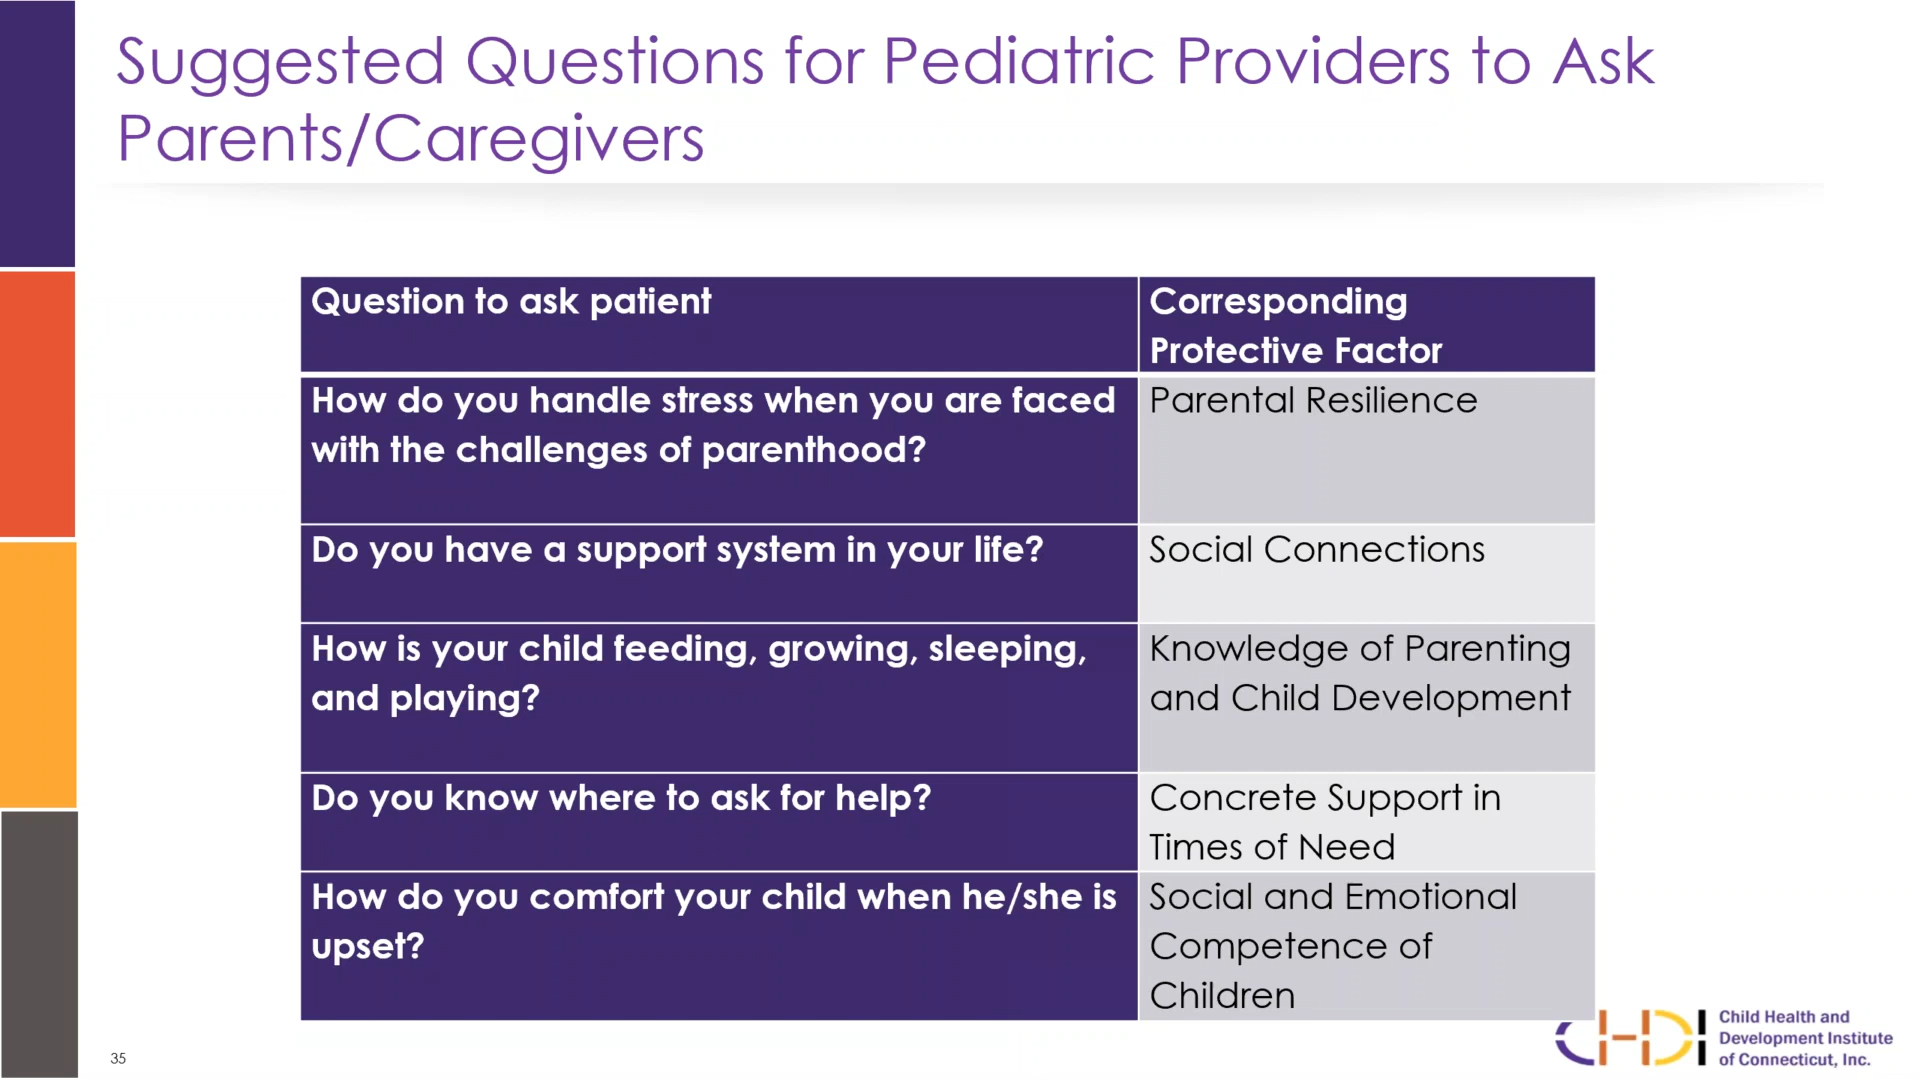 Suggested Questions for Pediatric Providers to Ask
Parents/Caregivers
Question to ask patient
Corresponding
Protective Factor
How do you handle stress when you are faced
with the challenges of parenthood?
Parental Resilience
Do you have a support system in your life?
Social Connections
How is your child feeding, growing, sleeping,
and playing?
Knowledge of Parenting
and Child Development
Do you know where to ask for help?
Concrete Support in
Times of Need
How do you comfort your child when he/she is
upset?
Social and Emotional
Competence of
Children
35
CHDI
Child Health and
Development Institute
of Connecticut, Inc.